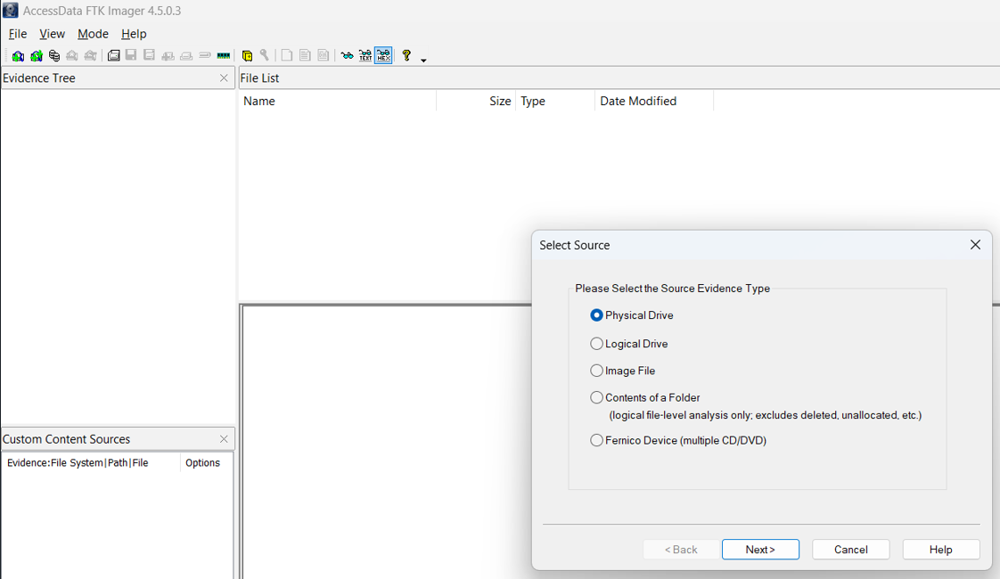 AccessData FTK Imager 4.5.0.3
File View Mode Help
TEXT HEX ?
Evidence Tree
File List
Name Size Type Date Modified
Select Source
Please Select the Source Evidence Type
Physical Drive
Logical Drive
Image File
Contents of a Folder
(logical file-level analysis only; excludes deleted, unallocated, etc.)
Fernico Device (multiple CD/DVD)
Custom Content Sources
Evidence:File System|Path|File Options
< Back Next > Cancel Help